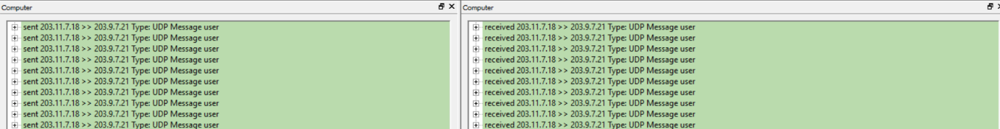 Computer
sent 203.11.7.18 >> 203.9.7.21 Type: UDP Message user
sent 203.11.7.18 >> 203.9.7.21 Type: UDP Message user
sent 203.11.7.18 >> 203.9.7.21 Type: UDP Message user
sent 203.11.7.18 >> 203.9.7.21 Type: UDP Message user
sent 203.11.7.18 >> 203.9.7.21 Type: UDP Message user
sent 203.11.7.18 >> 203.9.7.21 Type: UDP Message user
sent 203.11.7.18 >> 203.9.7.21 Type: UDP Message user
sent 203.11.7.18 >> 203.9.7.21 Type: UDP Message user
sent 203.11.7.18 >> 203.9.7.21 Type: UDP Message user
sent 203.11.7.18 >> 203.9.7.21 Type: UDP Message user
Computer
received 203.11.7.18 >> 203.9.7.21 Type: UDP Message user
received 203.11.7.18 >> 203.9.7.21 Type: UDP Message user
received 203.11.7.18 >> 203.9.7.21 Type: UDP Message user
received 203.11.7.18 >> 203.9.7.21 Type: UDP Message user
received 203.11.7.18 >> 203.9.7.21 Type: UDP Message user
received 203.11.7.18 >> 203.9.7.21 Type: UDP Message user
received 203.11.7.18 >> 203.9.7.21 Type: UDP Message user
received 203.11.7.18 >> 203.9.7.21 Type: UDP Message user
received 203.11.7.18 >> 203.9.7.21 Type: UDP Message user
received 203.11.7.18 >> 203.9.7.21 Type: UDP Message user